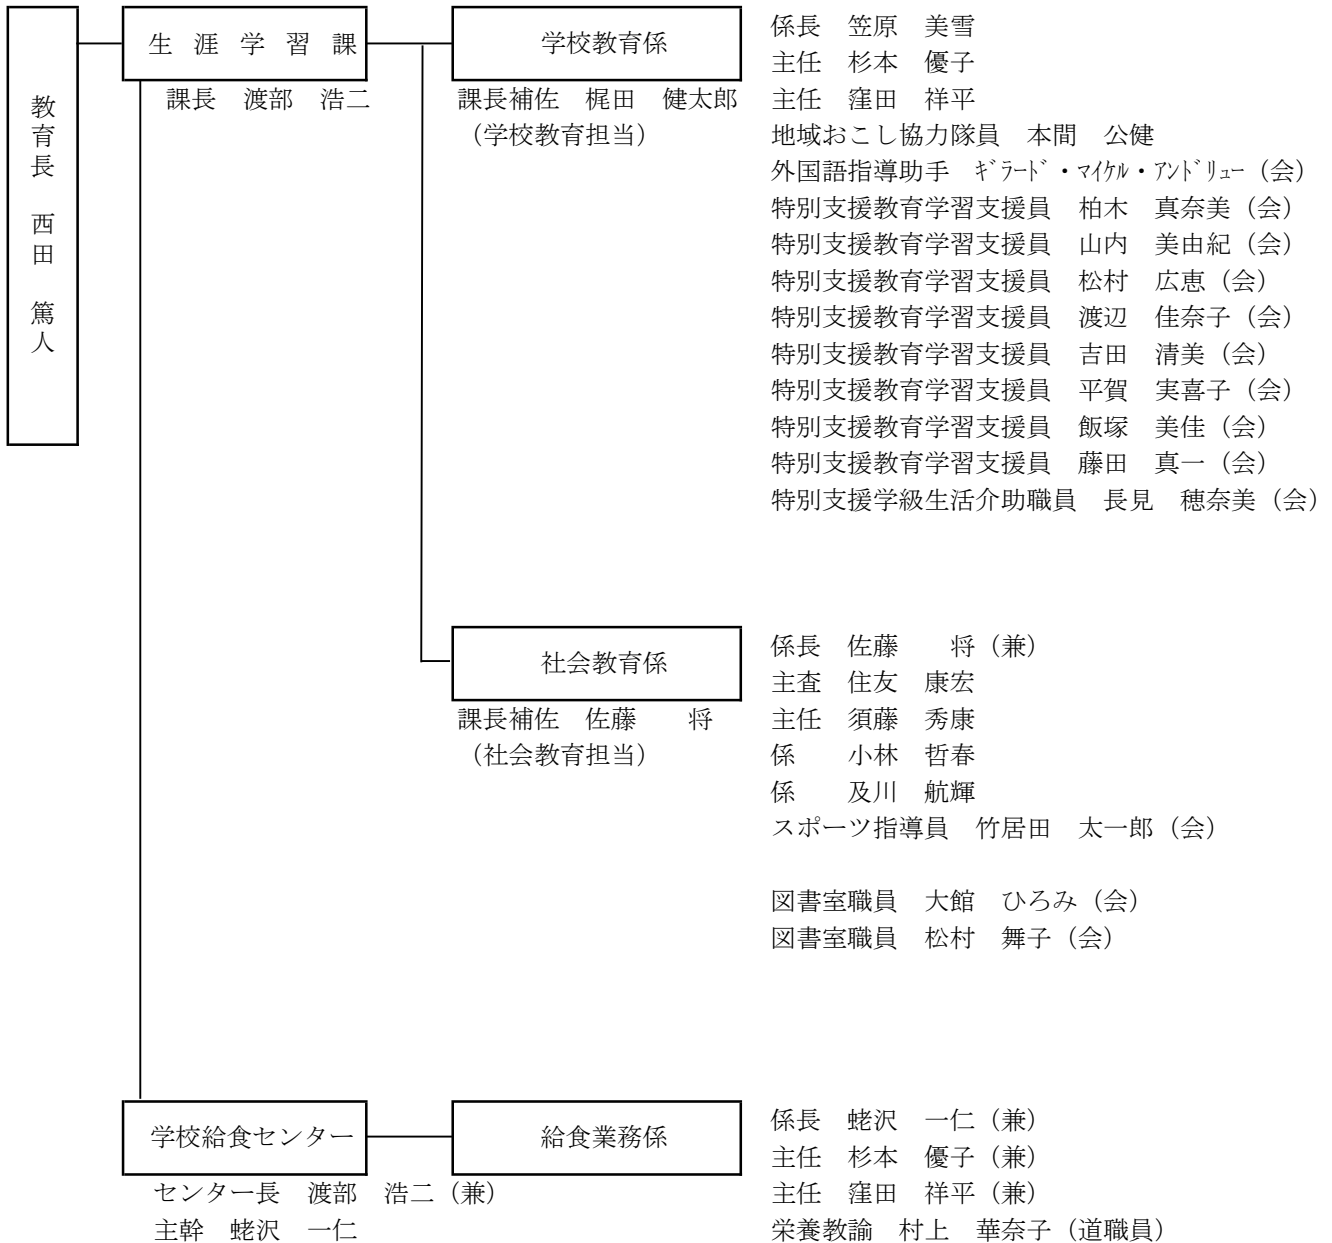 教育長　西田　篤人
生涯学習課
課長　渡部　浩二
学校教育係
課長補佐　梶田　健太郎
（学校教育担当）
係長　笠原　美雪
主任　杉本　優子
主任　窪田　祥平
地域おこし協力隊員　本間　公健
外国語指導助手　ｷﾞﾗｰﾄﾞ・ﾏｲｹﾙ・ｱﾝﾄﾞﾘｭｰ（会）
特別支援教育学習支援員　柏木　真奈美（会）
特別支援教育学習支援員　山内　美由紀（会）
特別支援教育学習支援員　松村　広恵（会）
特別支援教育学習支援員　渡辺　佳奈子（会）
特別支援教育学習支援員　吉田　清美（会）
特別支援教育学習支援員　平賀　実喜子（会）
特別支援教育学習支援員　飯塚　美佳（会）
特別支援教育学習支援員　藤田　真一（会）
特別支援学級生活介助職員　長見　穂奈美（会）
社会教育係
課長補佐　佐藤　　将
（社会教育担当）
係長　佐藤　　将（兼）
主査　住友　康宏
主任　須藤　秀康
係　　小林　哲春
係　　及川　航輝
スポーツ指導員　竹居田　太一郎（会）
図書室職員　大館　ひろみ（会）
図書室職員　松村　舞子（会）
学校給食センター
センター長　渡部　浩二（兼）
主幹　蛯沢　一仁
給食業務係
係長　蛯沢　一仁（兼）
主任　杉本　優子（兼）
主任　窪田　祥平（兼）
栄養教諭　村上　華奈子（道職員）